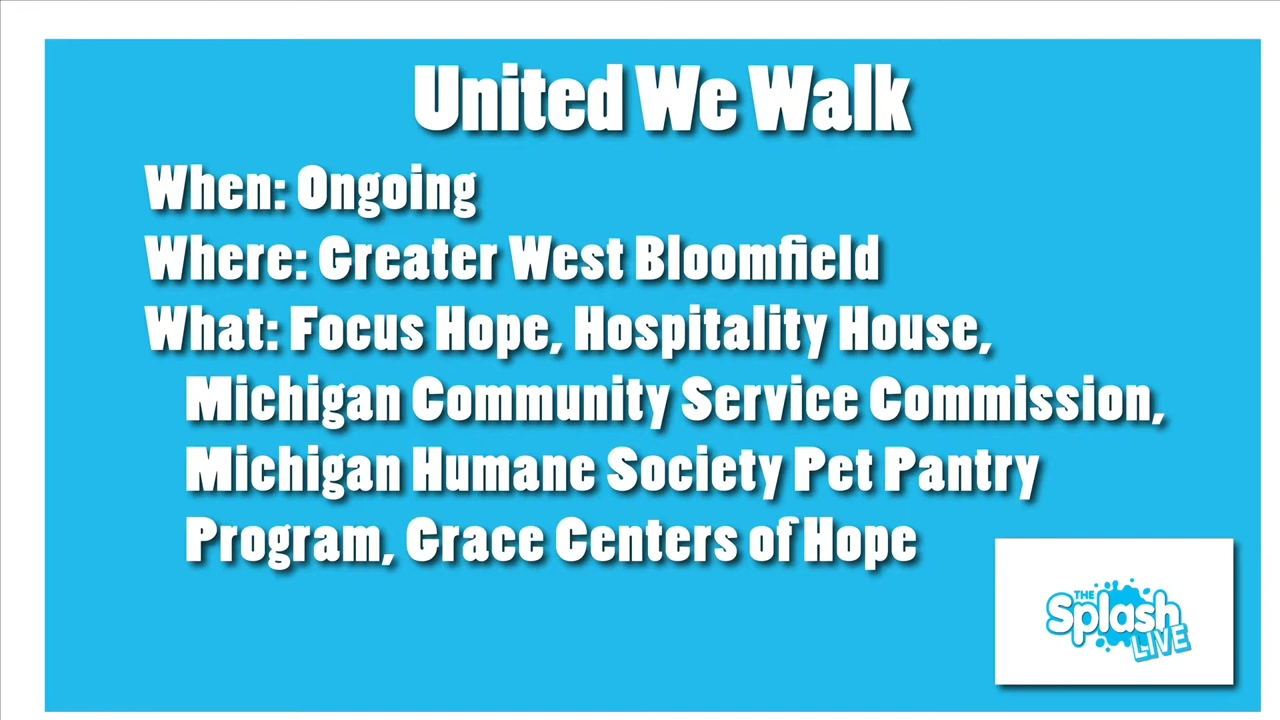 United We Walk
When: Ongoing
Where: Greater West Bloomfield
What: Focus Hope, Hospitality House,
Michigan Community Service Commission,
Michigan Humane Society Pet Pantry
Program, Grace Centers of Hope
THE
Splash
LIVE